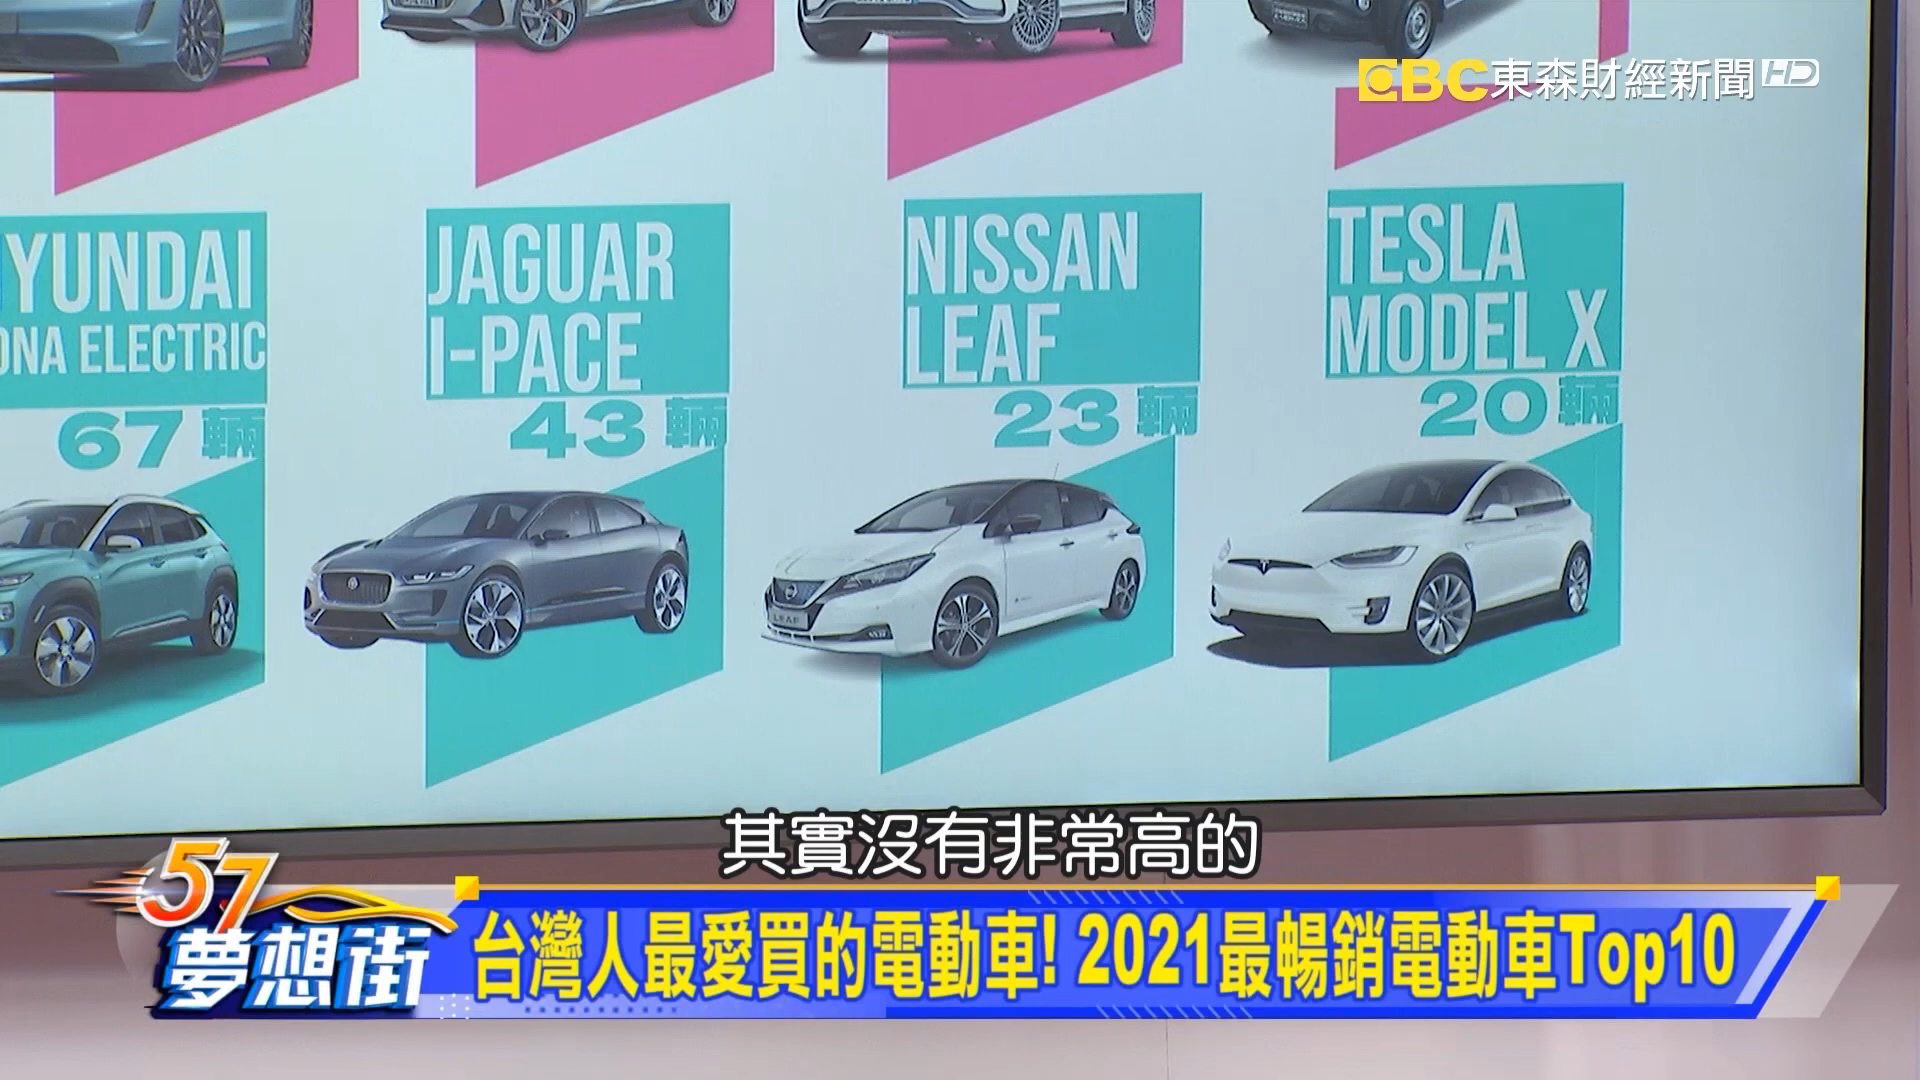 EBC東森財經新聞HD
YUNDAI
ONA ELECTRIC
67輛
JAGUAR
I-PACE
43輛
NISSAN
LEAF
23輛
TESLA
MODEL X
20輛
LEAF
其實沒有非常高的
57
夢想街
台灣人最愛買的電動車! 2021最暢銷電動車Top10